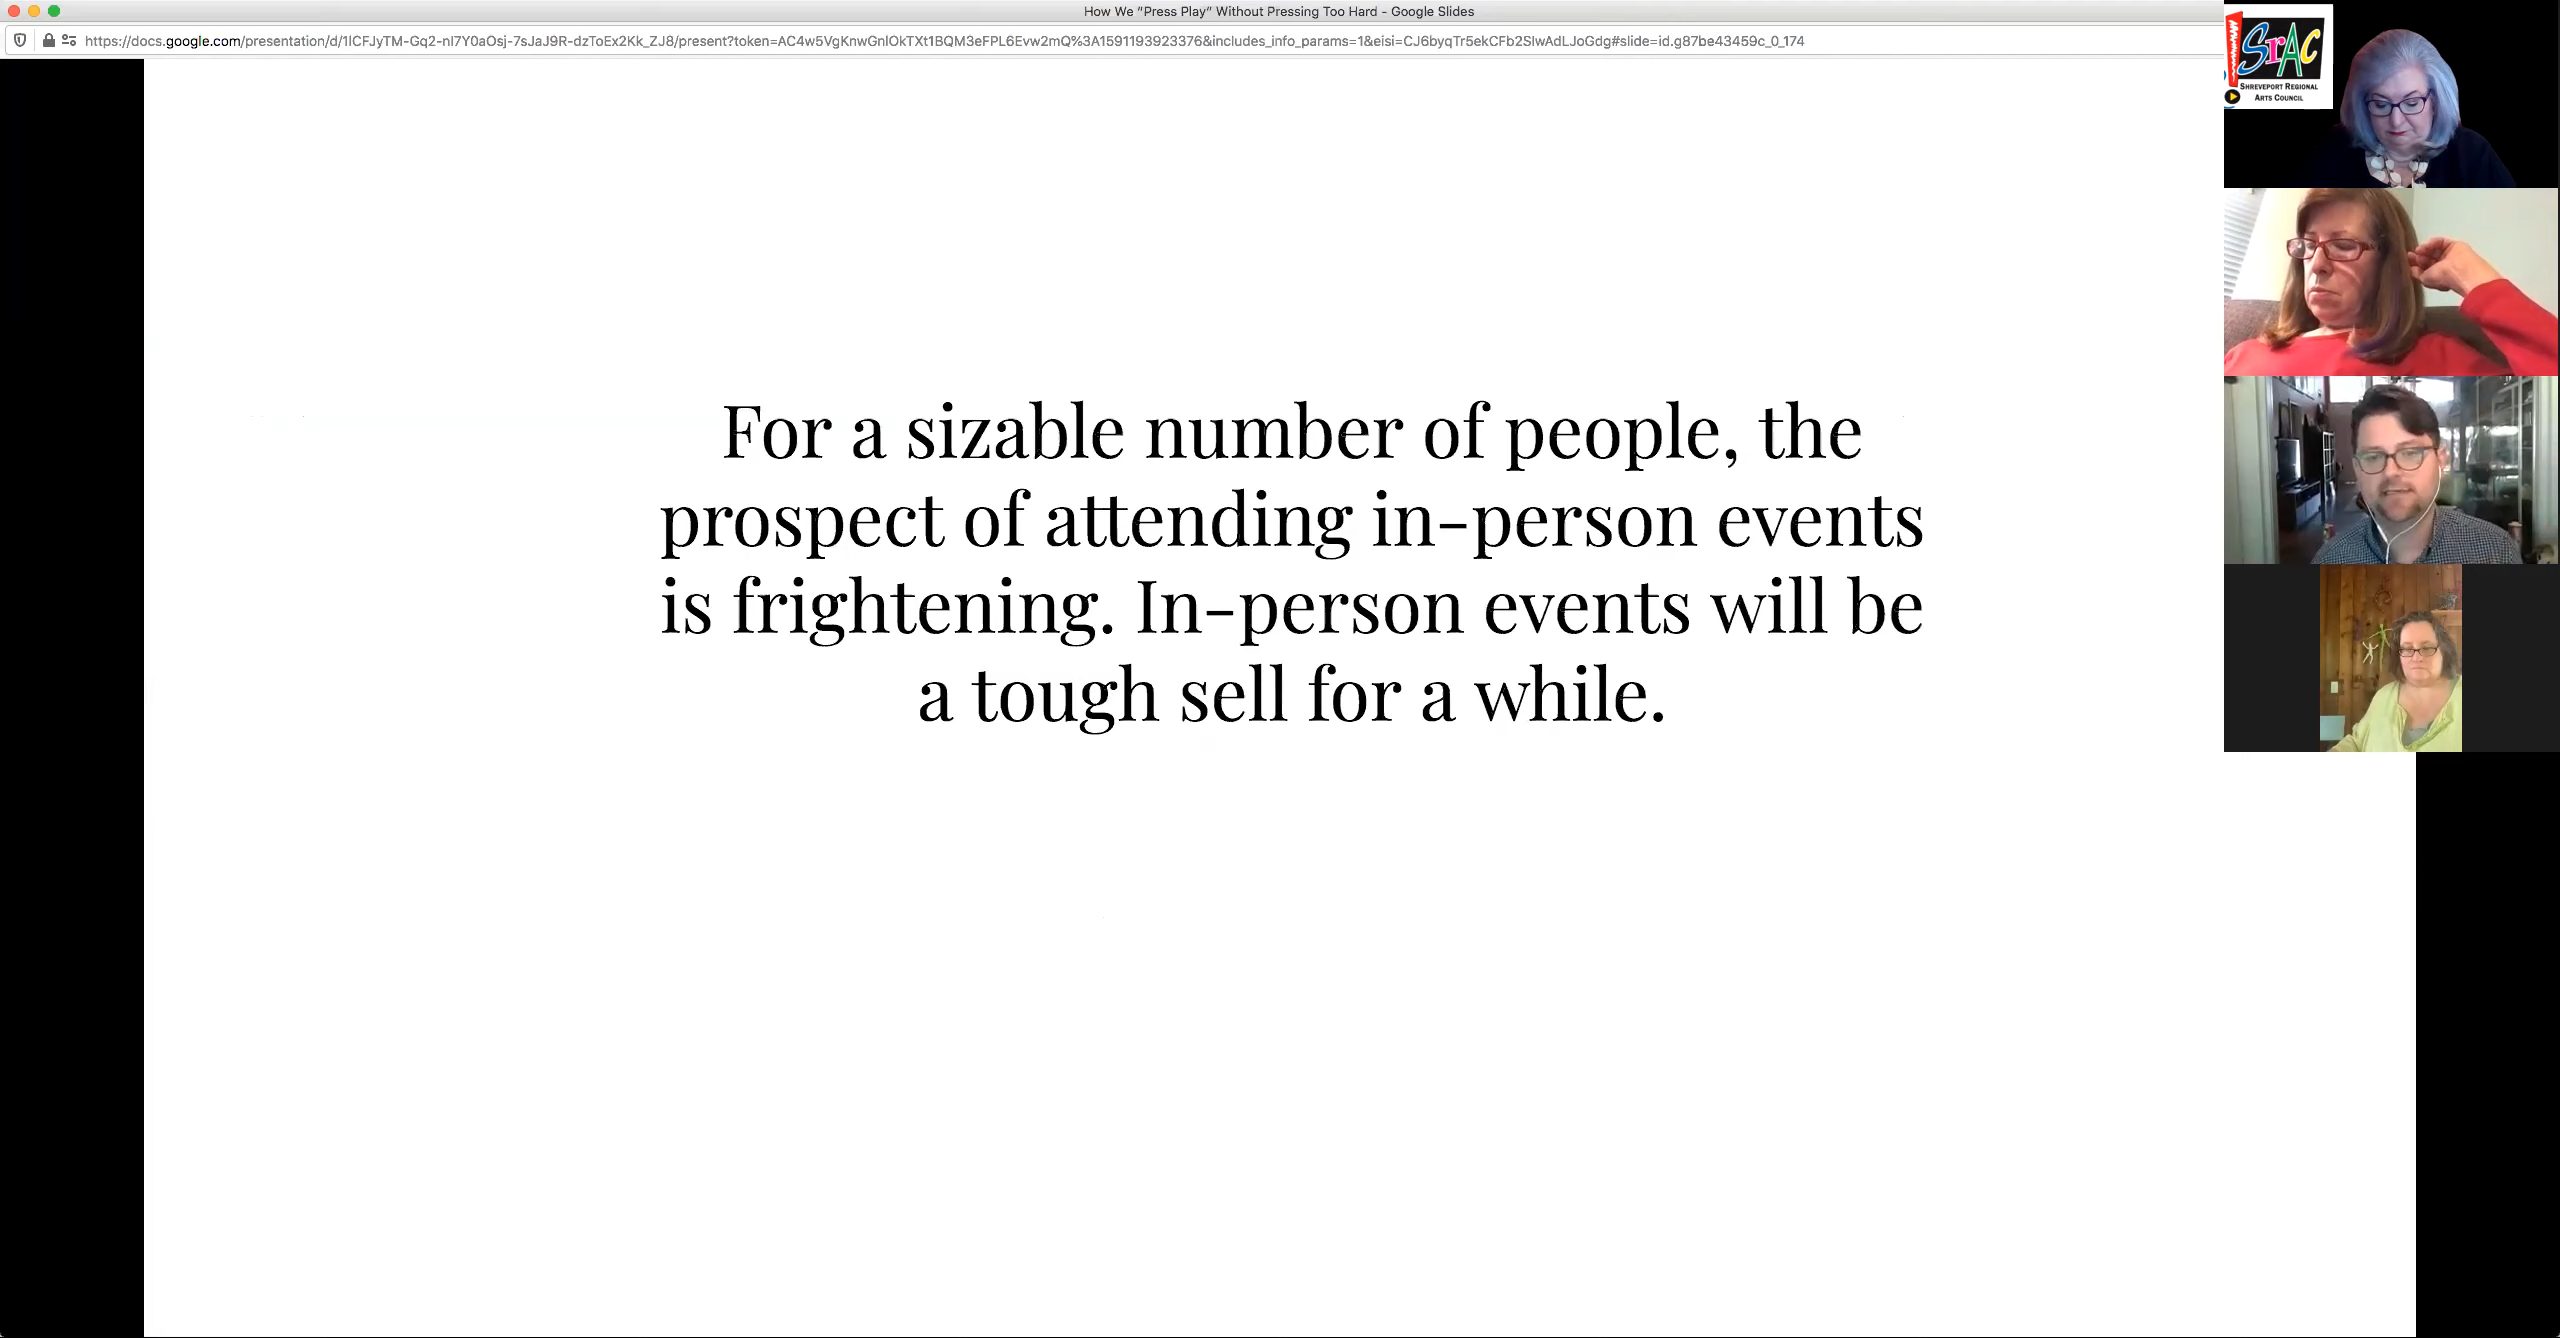 How We "Press Play" Without Pressing Too Hard - Google Slides
https://docs.google.com/presentation/d/1lCFJyTM-Gq2-nl7Y0aOsj-7sJaJ9R-dzToEx2Kk_ZJ8/present?token=AC4w5VgKnwGnlOkTXt1BQM3eFPL6Evw2mQ%3A1591193923376&includes_info_params=1&eisi=CJ6byqTr5ekCFb2SlwAdLJoGdg#slide=id.g87be43459c_0_174
SrAC
Shreveport Regional
Arts Council
For a sizable number of people, the
prospect of attending in-person events
is frightening. In-person events will be
a tough sell for a while.